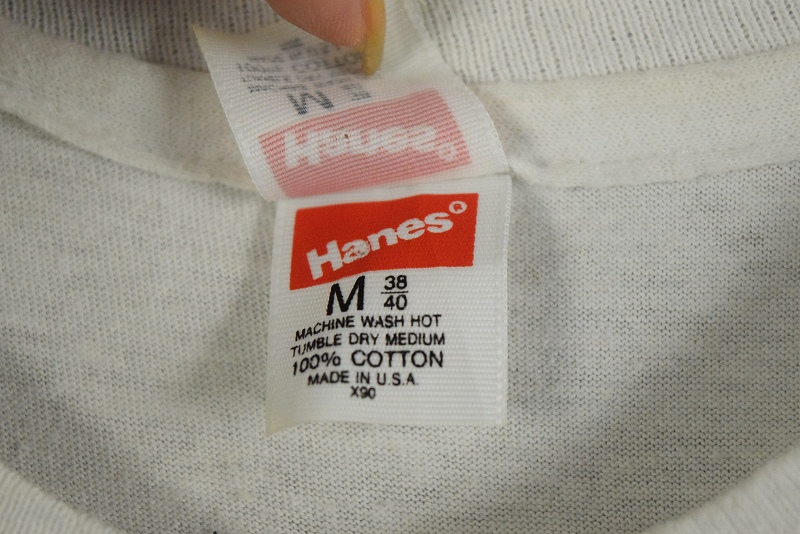 Hanes®
M 38/40
MACHINE WASH HOT
TUMBLE DRY MEDIUM
100% COTTON
MADE IN U.S.A.
X90